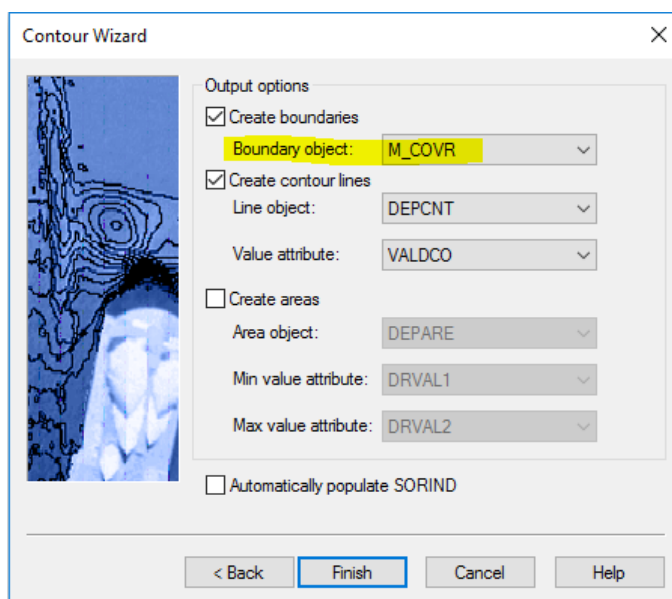 Contour Wizard
Output options
Create boundaries
Boundary object: M_COVR
Create contour lines
Line object: DEPCNT
Value attribute: VALDCO
Create areas
Area object: DEPARE
Min value attribute: DRVAL1
Max value attribute: DRVAL2
Automatically populate SORIND
< Back Finish Cancel Help